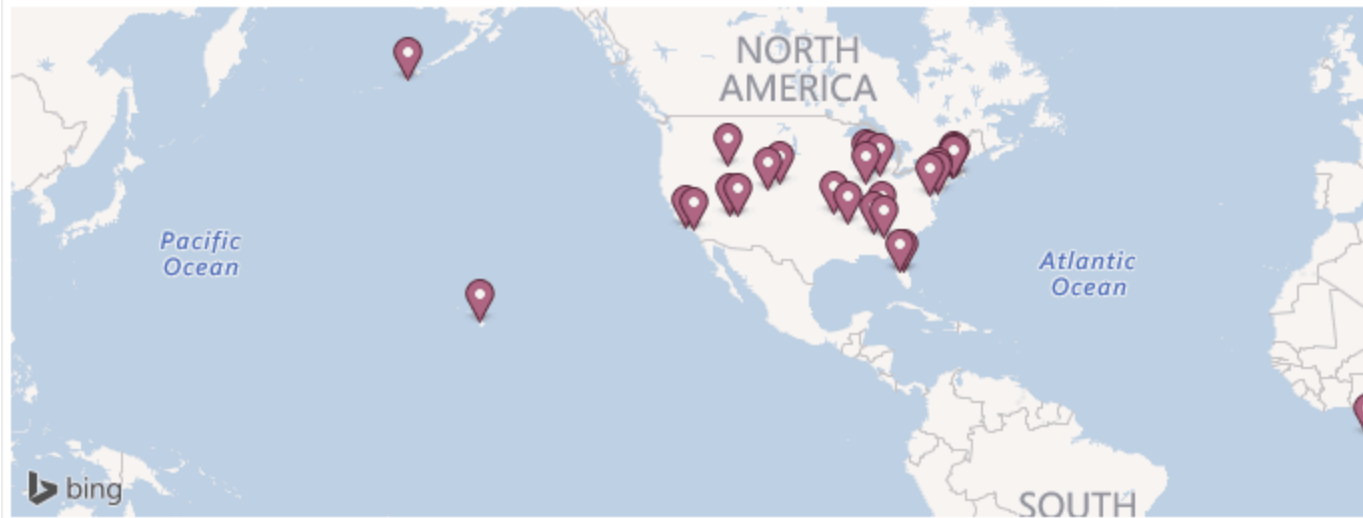 NORTH
AMERICA
Pacific
Ocean
Atlantic
Ocean
bing
SOUTH